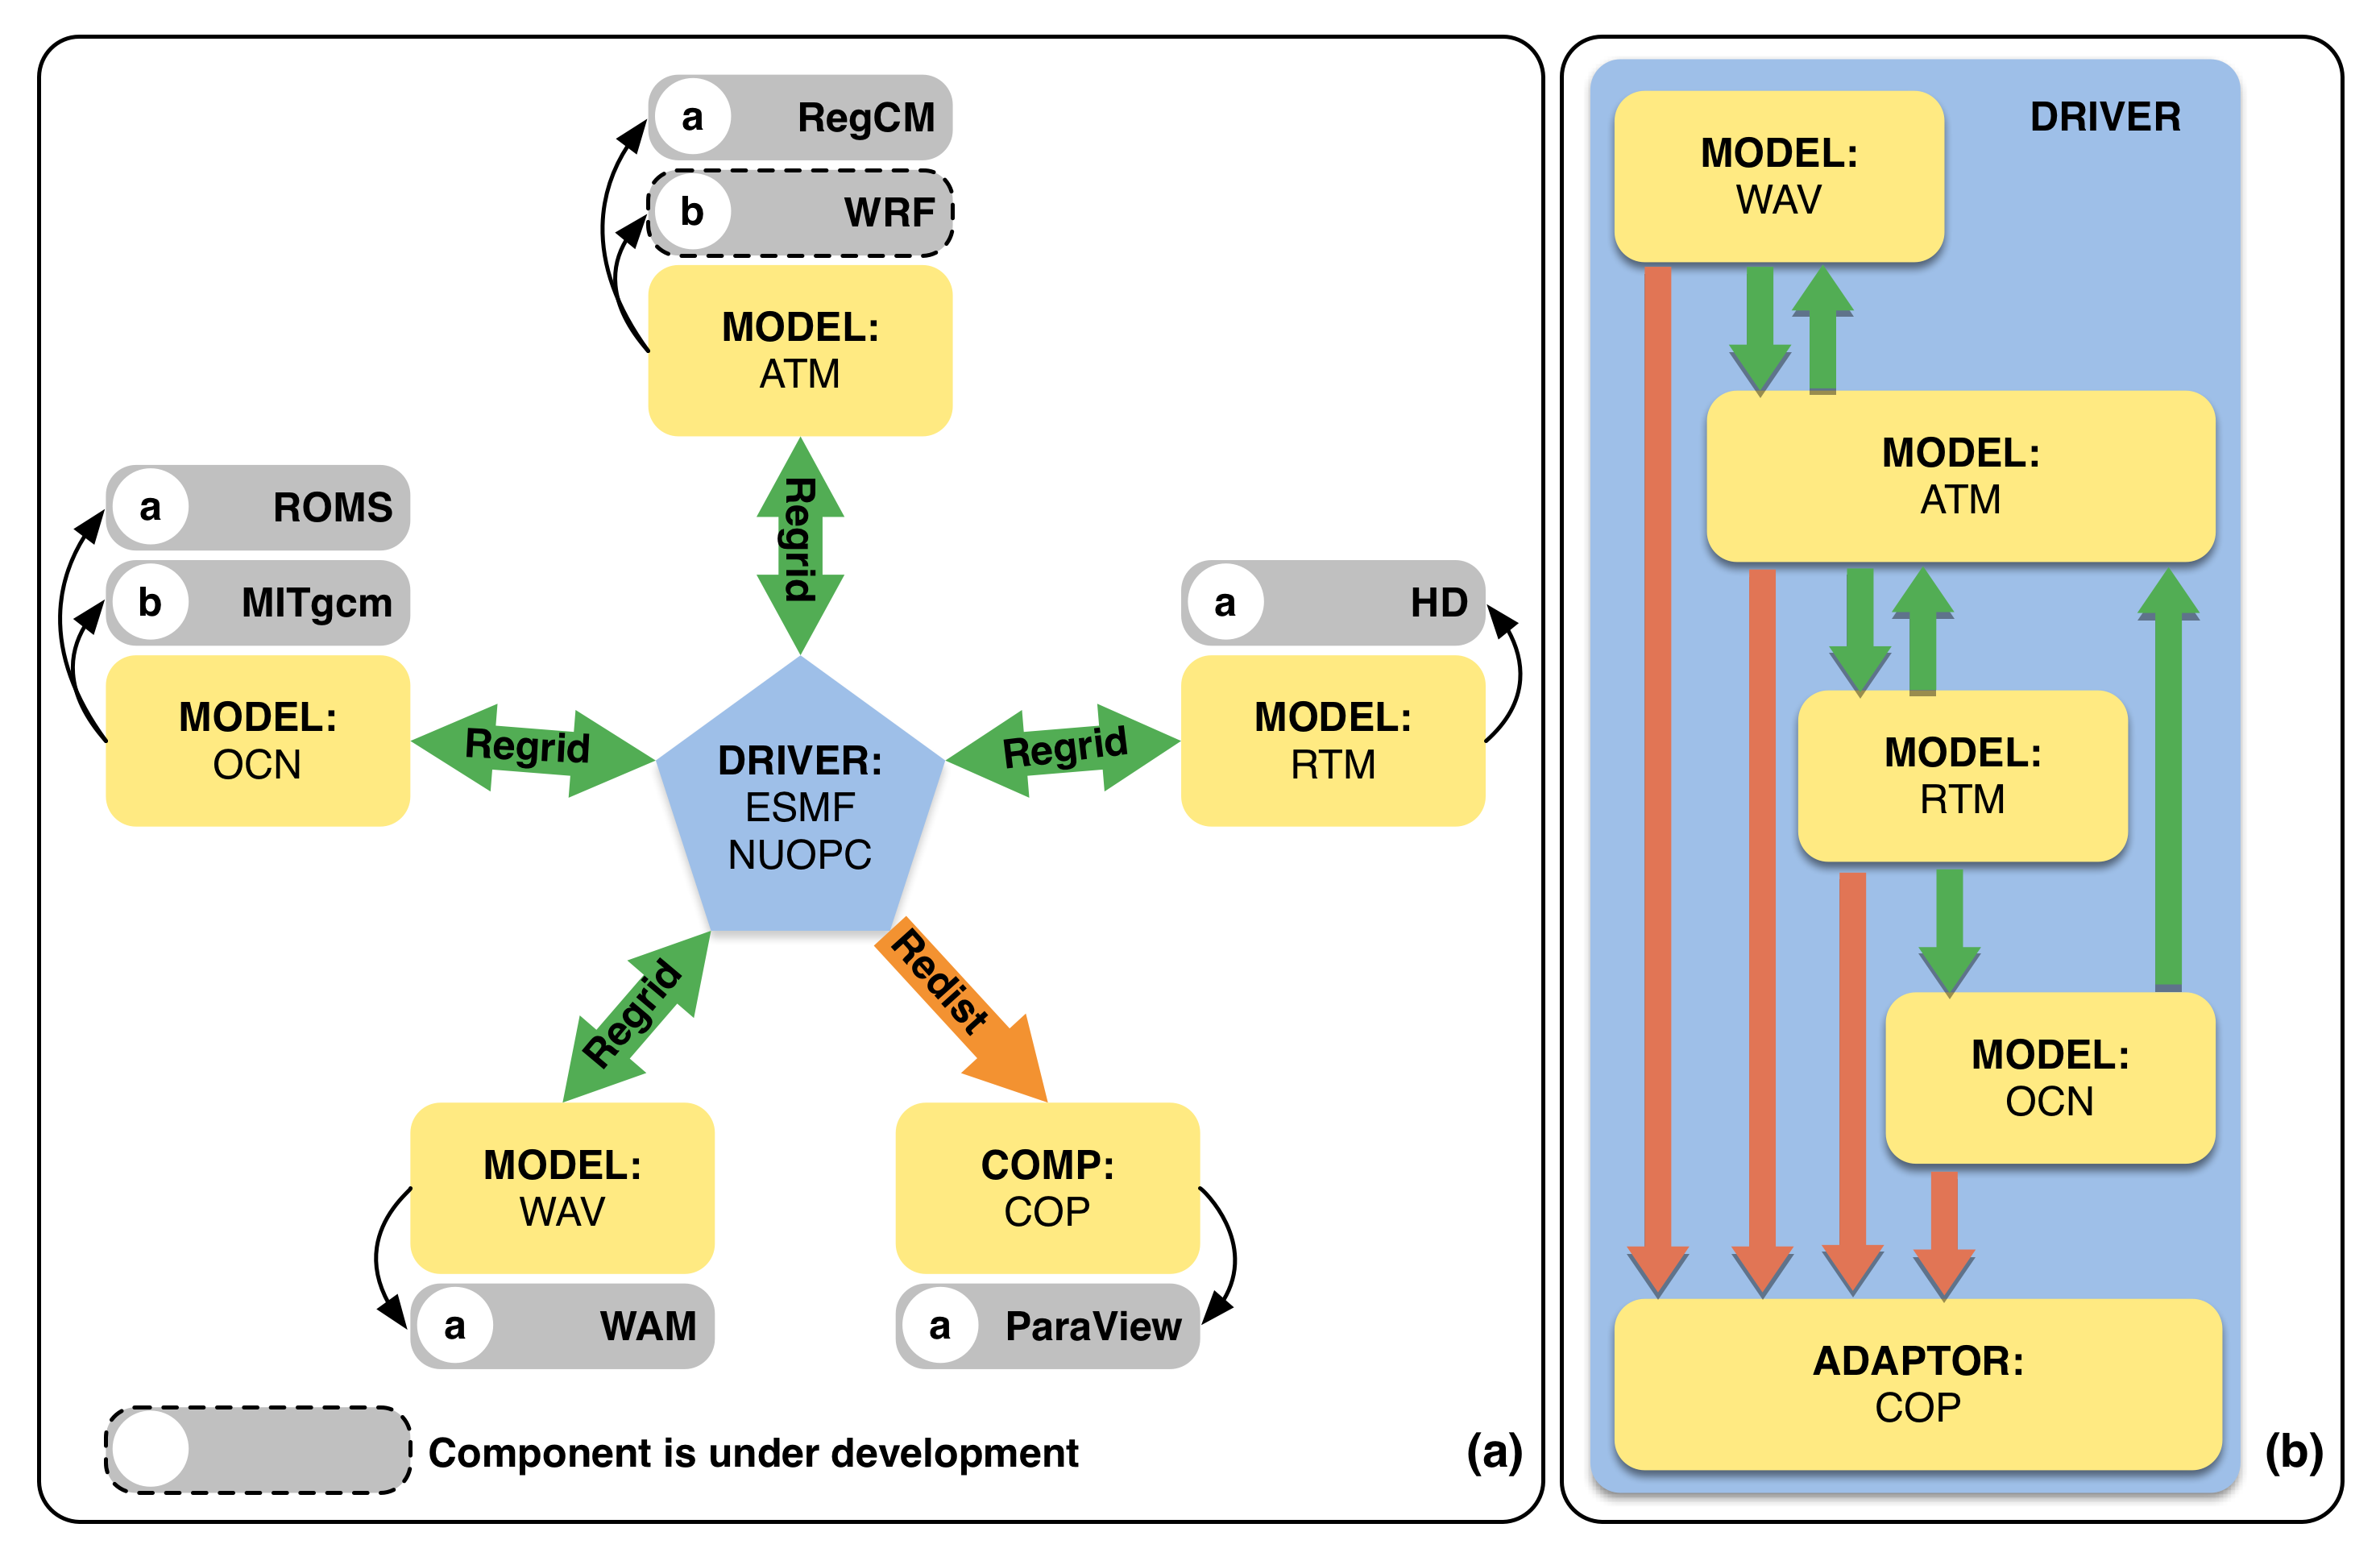 a RegCM
b WRF
MODEL:
ATM
Regrid
a ROMS
b MITgcm
MODEL:
OCN
Regrid
DRIVER:
ESMF
NUOPC
Regrid
a HD
MODEL:
RTM
Regrid
Redist
MODEL:
WAV
a WAM
COMP:
COP
a ParaView
Component is under development
(a)
DRIVER
MODEL:
WAV
MODEL:
ATM
MODEL:
RTM
MODEL:
OCN
ADAPTOR:
COP
(b)